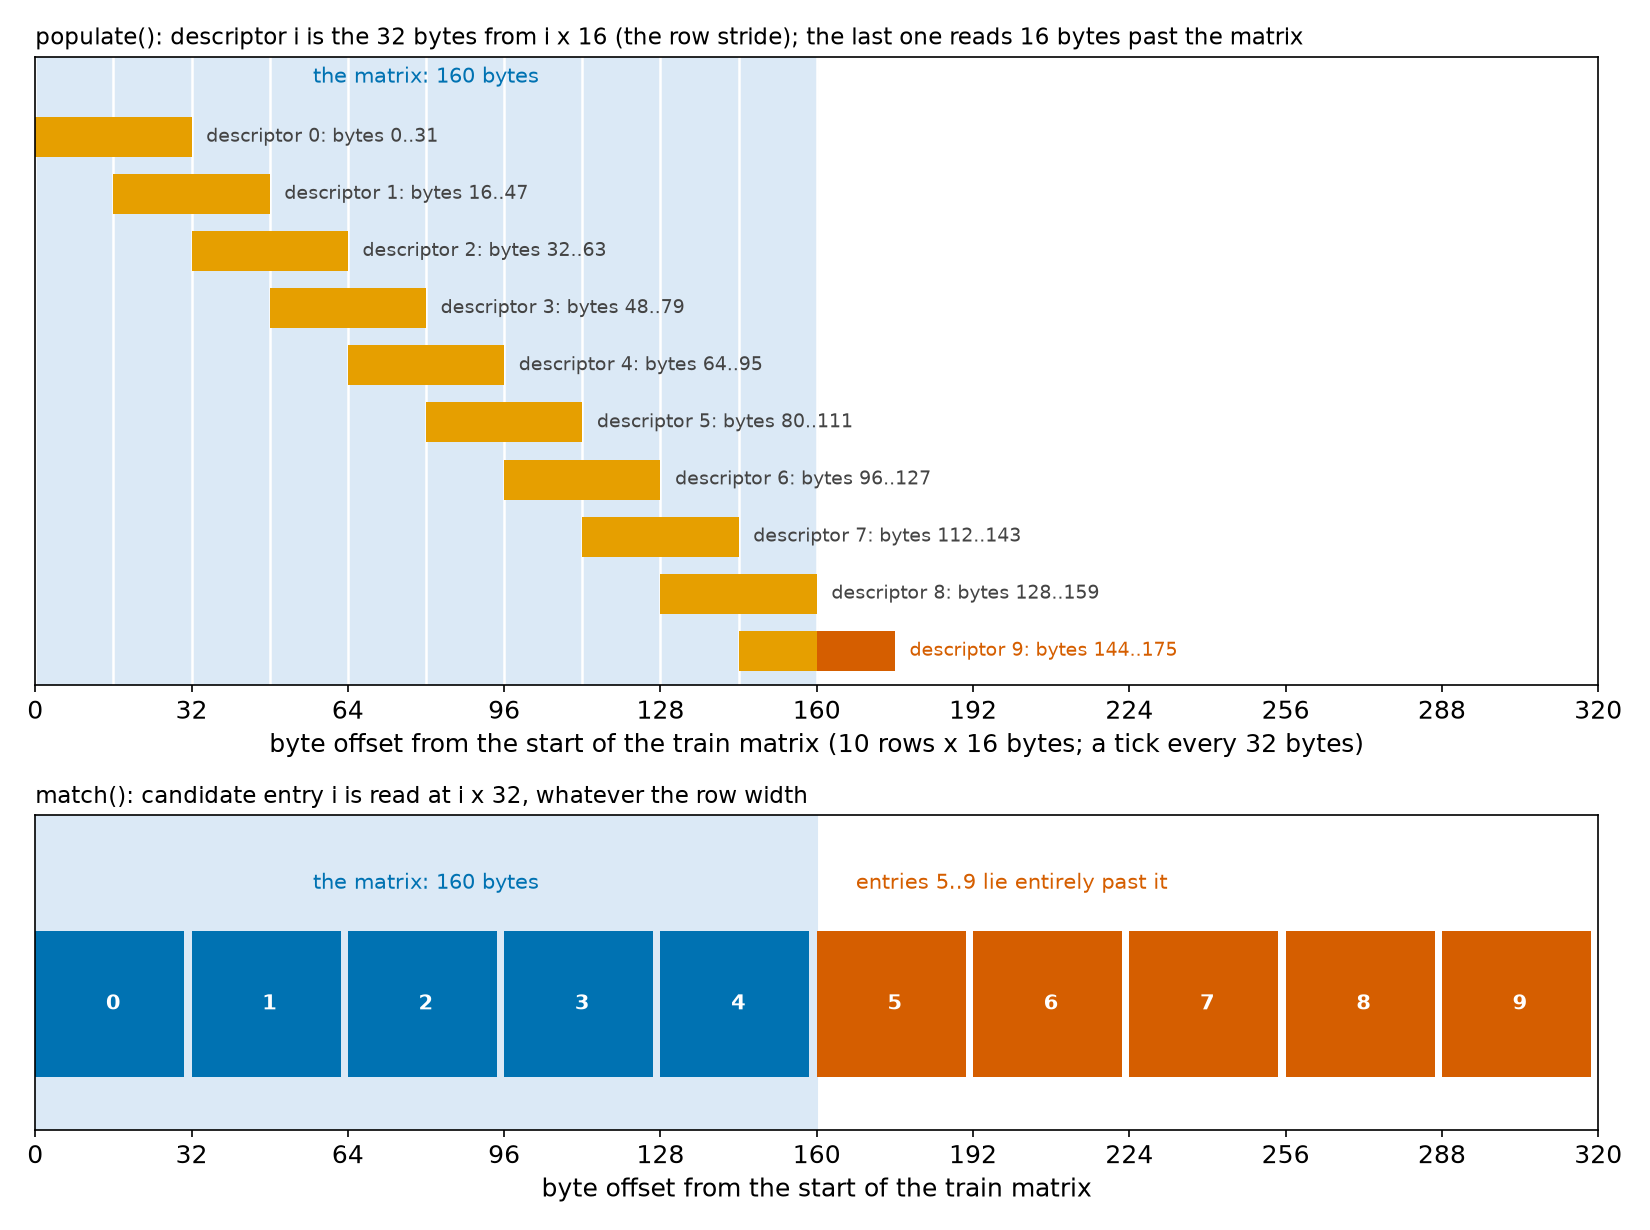 populate(): descriptor i is the 32 bytes from i x 16 (the row stride); the last one reads 16 bytes past the matrix
the matrix: 160 bytes
descriptor 0: bytes 0..31
descriptor 1: bytes 16..47
descriptor 2: bytes 32..63
descriptor 3: bytes 48..79
descriptor 4: bytes 64..95
descriptor 5: bytes 80..111
descriptor 6: bytes 96..127
descriptor 7: bytes 112..143
descriptor 8: bytes 128..159
descriptor 9: bytes 144..175
0 32 64 96 128 160 192 224 256 288 320
byte offset from the start of the train matrix (10 rows x 16 bytes; a tick every 32 bytes)
match(): candidate entry i is read at i x 32, whatever the row width
the matrix: 160 bytes entries 5..9 lie entirely past it
0 1 2 3 4 5 6 7 8 9
0 32 64 96 128 160 192 224 256 288 320
byte offset from the start of the train matrix